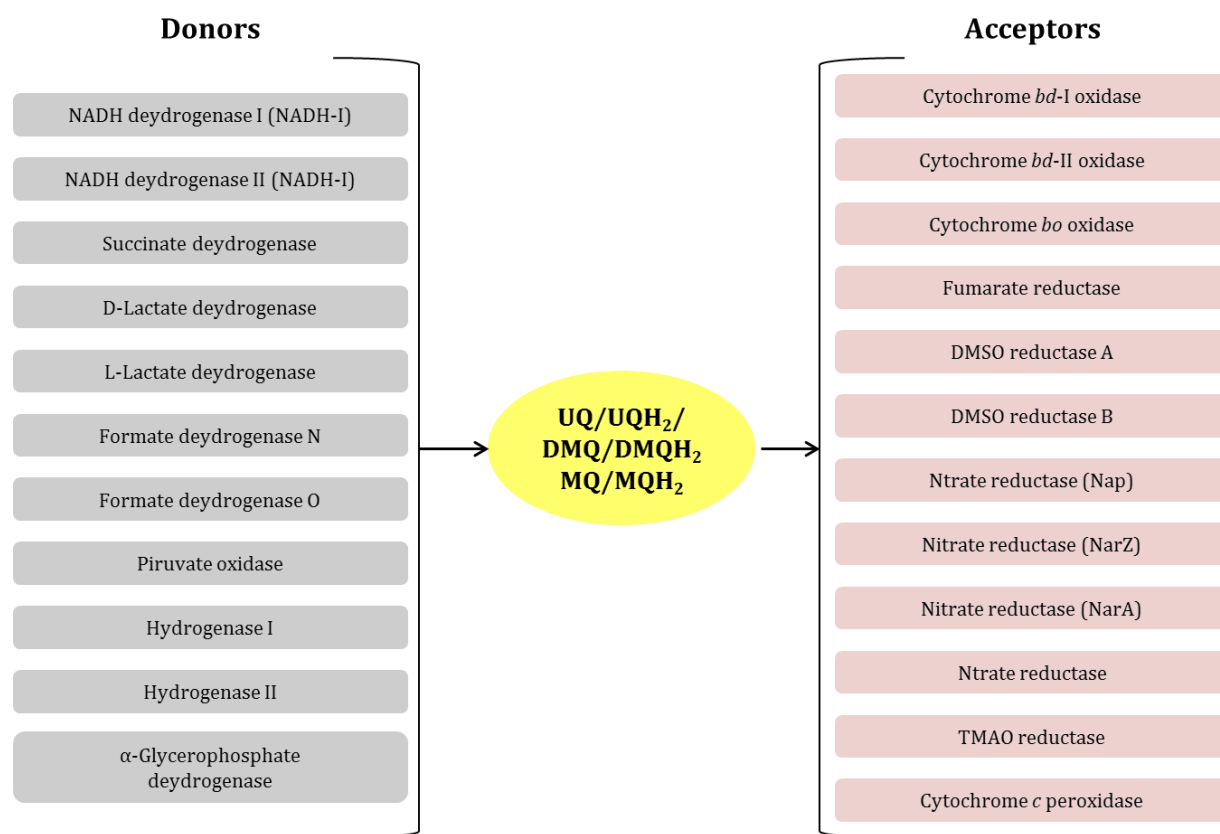 Donors
NADH deydrogenase I (NADH-I)
NADH deydrogenase II (NADH-I)
Succinate deydrogenase
D-Lactate deydrogenase
L-Lactate deydrogenase
Formate deydrogenase N
Formate deydrogenase O
Piruvate oxidase
Hydrogenase I
Hydrogenase II
α-Glycerophosphate
deydrogenase
UQ/UQH₂/
DMQ/DMQH₂
MQ/MQH₂
Acceptors
Cytochrome bd-I oxidase
Cytochrome bd-II oxidase
Cytochrome bo oxidase
Fumarate reductase
DMSO reductase A
DMSO reductase B
Ntrate reductase (Nap)
Nitrate reductase (NarZ)
Nitrate reductase (NarA)
Ntrate reductase
TMAO reductase
Cytochrome c peroxidase